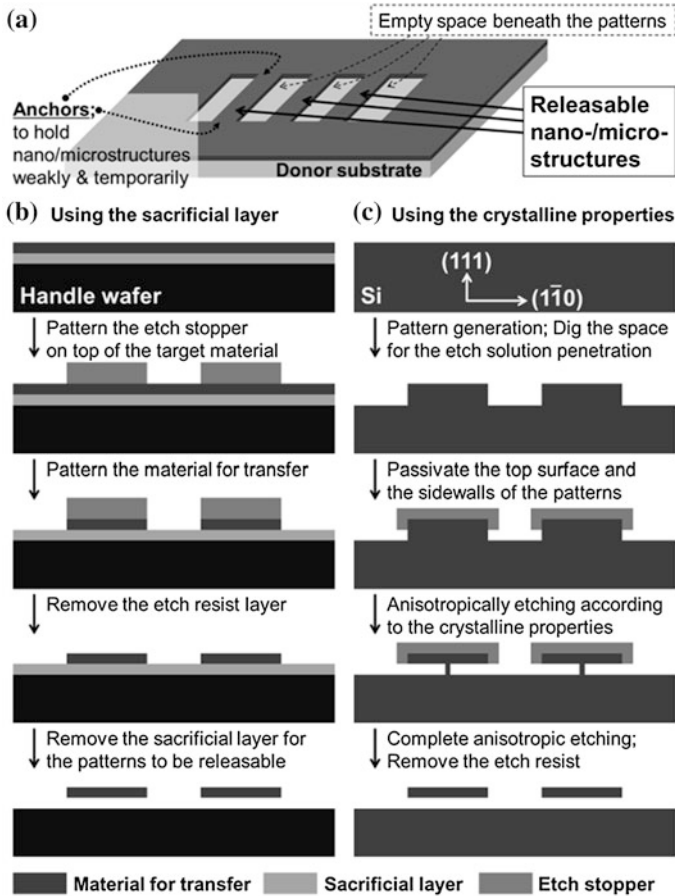 (a)
Empty space beneath the patterns
Anchors;
to hold
nano/microstructures
weakly & temporarily
Releasable
nano-/micro-
structures
Donor substrate
(b) Using the sacrificial layer
Handle wafer
Pattern the etch stopper
on top of the target material
Pattern the material for transfer
Remove the etch resist layer
Remove the sacrificial layer for
the patterns to be releasable
(c) Using the crystalline properties
(111)
Si
(11̅0)
Pattern generation; Dig the space
for the etch solution penetration
Passivate the top surface and
the sidewalls of the patterns
Anisotropically etching according
to the crystalline properties
Complete anisotropic etching;
Remove the etch resist
Material for transfer
Sacrificial layer
Etch stopper